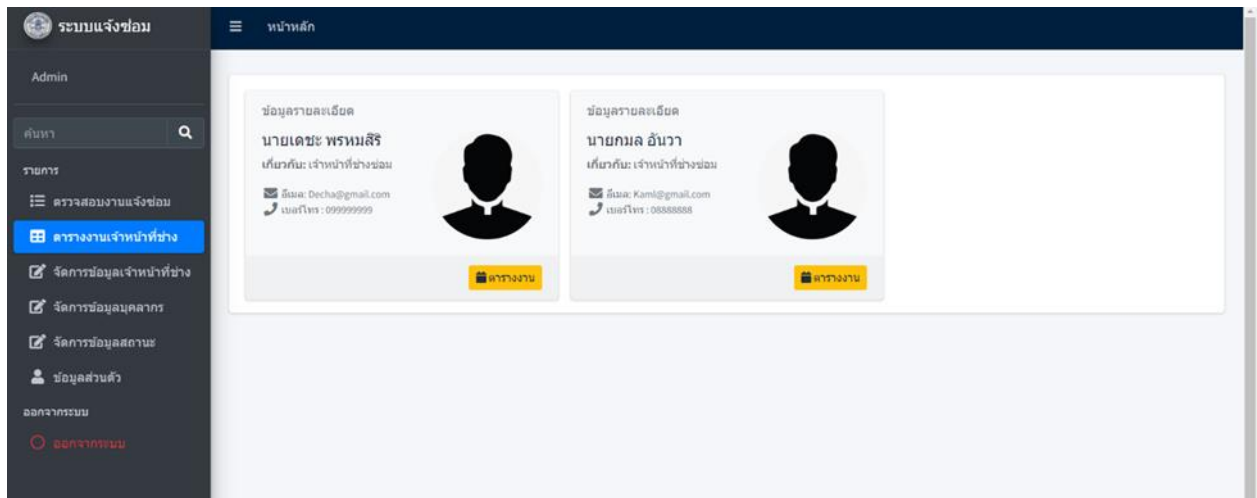 ระบบแจ้งซ่อม
หน้าหลัก
Admin
ค้นหา
รายการ
ตรวจสอบงานแจ้งซ่อม
ตารางงานเจ้าหน้าที่ช่าง
จัดการข้อมูลเจ้าหน้าที่ช่าง
จัดการข้อมูลบุคลากร
จัดการข้อมูลสถานะ
ข้อมูลส่วนตัว
ออกจากระบบ
ออกจากระบบ
ข้อมูลรายละเอียด
นายเดชะ พรหมสิริ
เกี่ยวกับ: เจ้าหน้าที่ช่างซ่อม
อีเมล: Decha@gmail.com
เบอร์โทร : 099999999
ตารางงาน
ข้อมูลรายละเอียด
นายกมล อันวา
เกี่ยวกับ: เจ้าหน้าที่ช่างซ่อม
อีเมล: Kaml@gmail.com
เบอร์โทร : 08888888
ตารางงาน